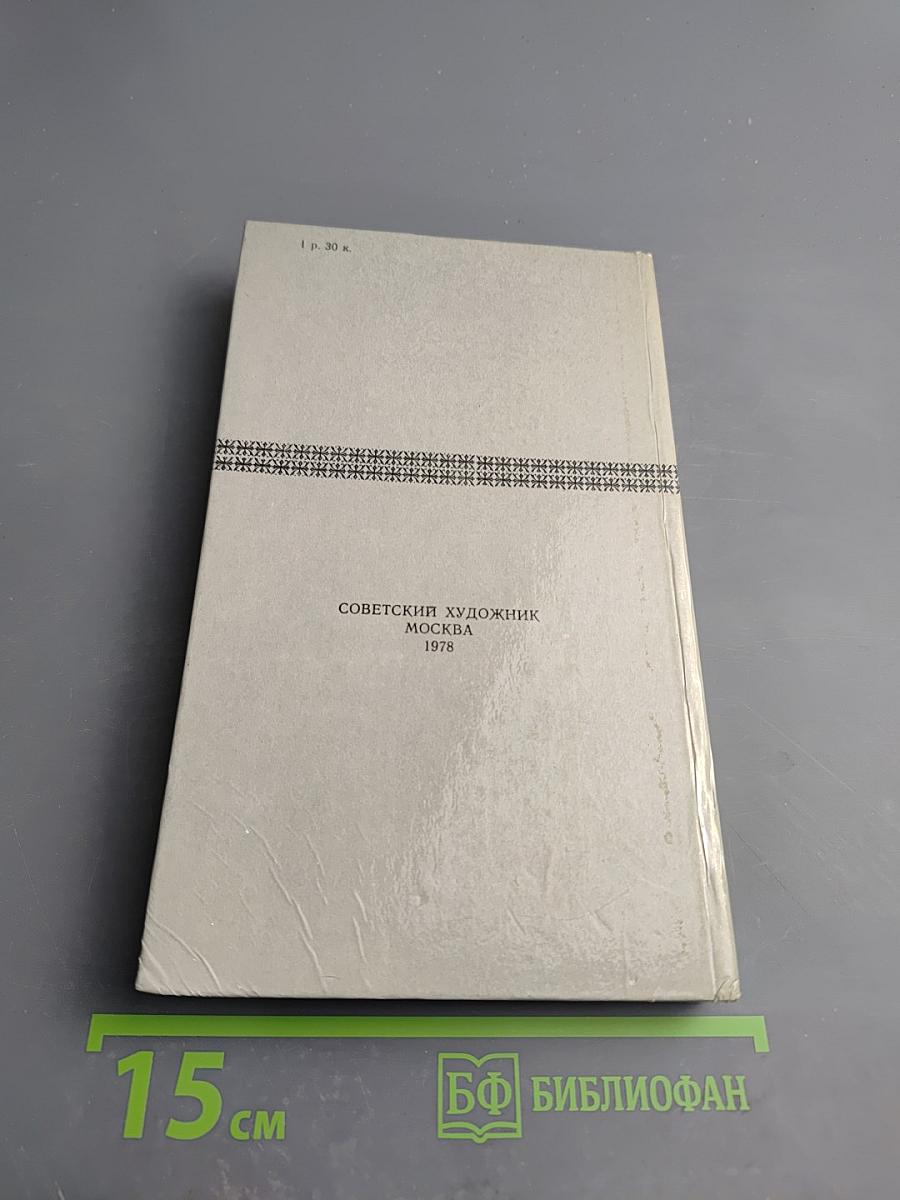 1 р. 30 к.
СОВЕТСКИЙ ХУДОЖНИК
МОСКВА
1978
15 см
БФ БИБЛИОФАН